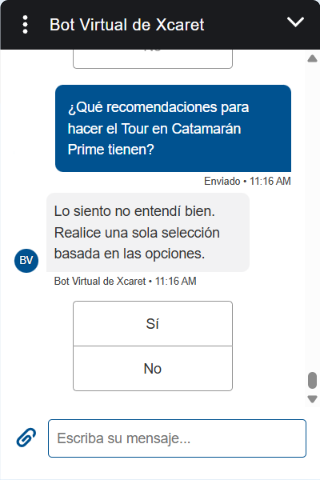 Bot Virtual de Xcaret
¿Qué recomendaciones para
hacer el Tour en Catamarán
Prime tienen?
Enviado • 11:16 AM
Lo siento no entendí bien.
Realice una sola selección
basada en las opciones.
BV
Bot Virtual de Xcaret • 11:16 AM
Sí
No
Escriba su mensaje...